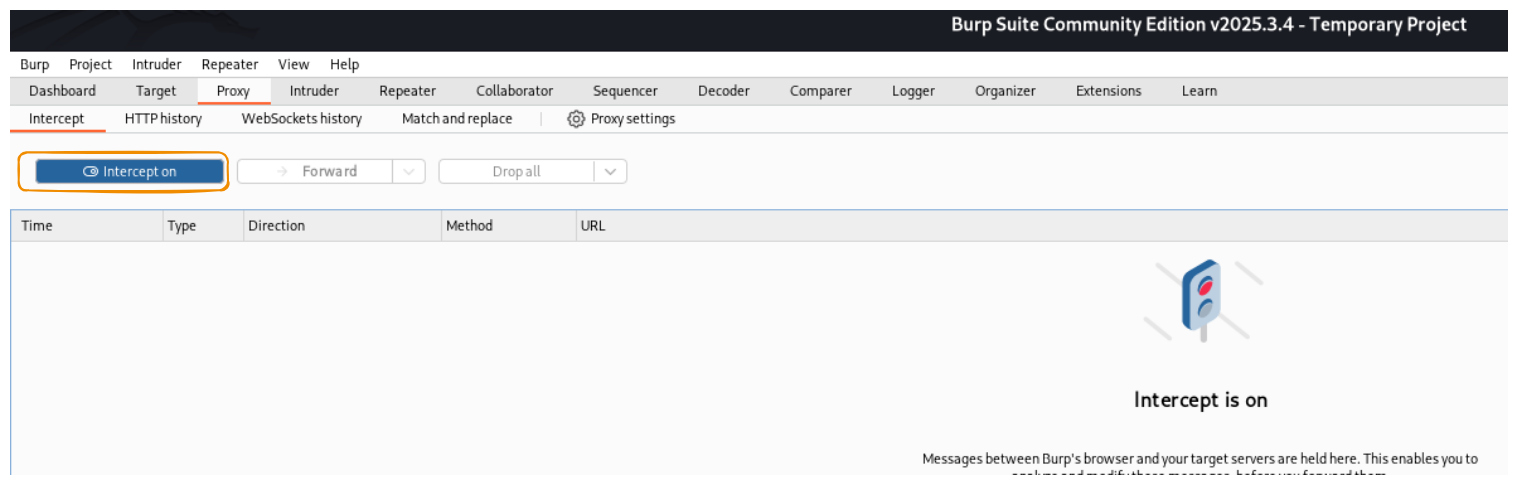 Burp Suite Community Edition v2025.3.4 - Temporary Project
Burp Project Intruder Repeater View Help
Dashboard Target Proxy Intruder Repeater Collaborator Sequencer Decoder Comparer Logger Organizer Extensions Learn
Intercept HTTP history WebSockets history Match and replace Proxy settings
Intercept on Forward Drop all
Time Type Direction Method URL
Intercept is on
Messages between Burp's browser and your target servers are held here. This enables you to